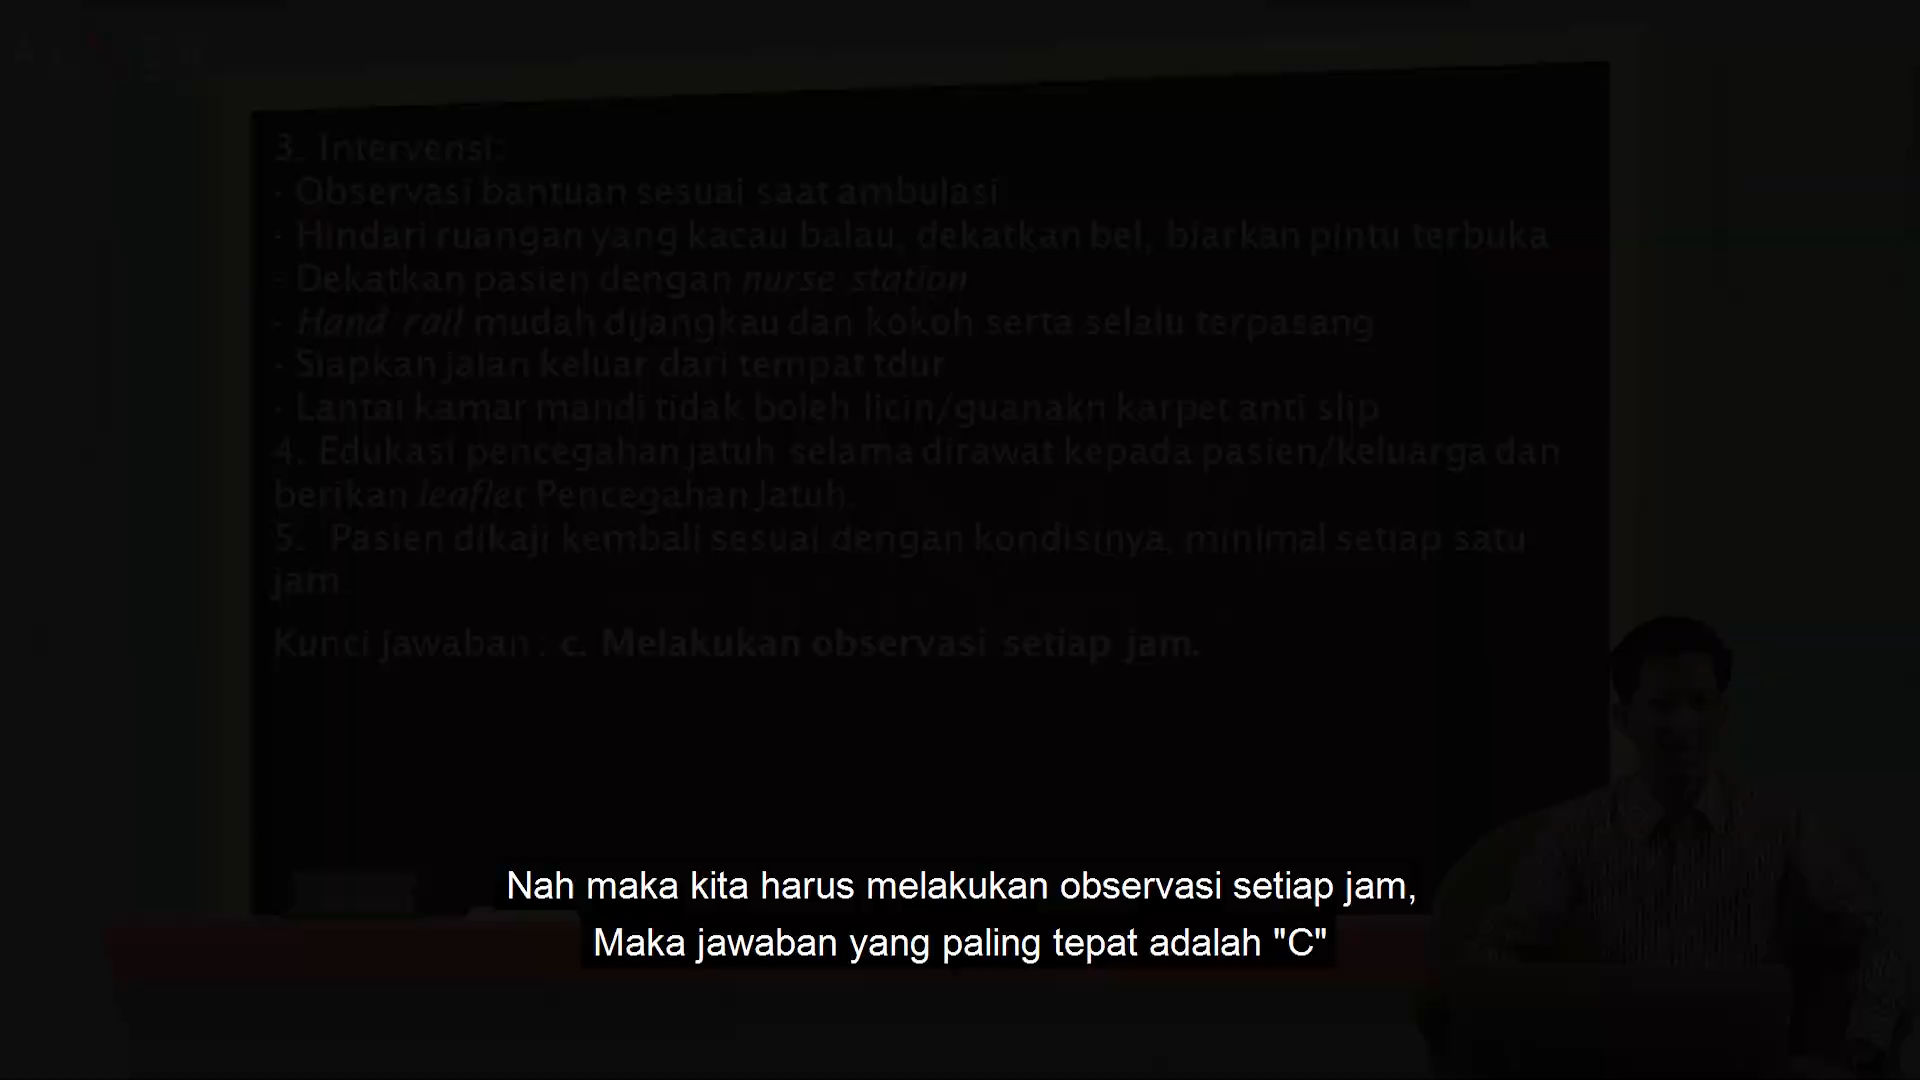 3. Intervensi:
- Observasi bantuan sesuai saat ambulasi
- Hindari ruangan yang kacau balau, dekatkan bel, biarkan pintu terbuka
- Dekatkan pasien dengan nurse station
- Hand rail mudah dijangkau dan kokoh serta selalu terpasang
- Siapkan jalan keluar dari tempat tdur
- Lantai kamar mandi tidak boleh licin/guanakn karpet anti slip
4. Edukasi pencegahan jatuh selama dirawat kepada pasien/keluarga dan
berikan leaflet Pencegahan Jatuh.
5. Pasien dikaji kembali sesuai dengan kondisinya, minimal setiap satu
jam
Kunci jawaban : c. Melakukan observasi setiap jam.
Nah maka kita harus melakukan observasi setiap jam,
Maka jawaban yang paling tepat adalah "C"